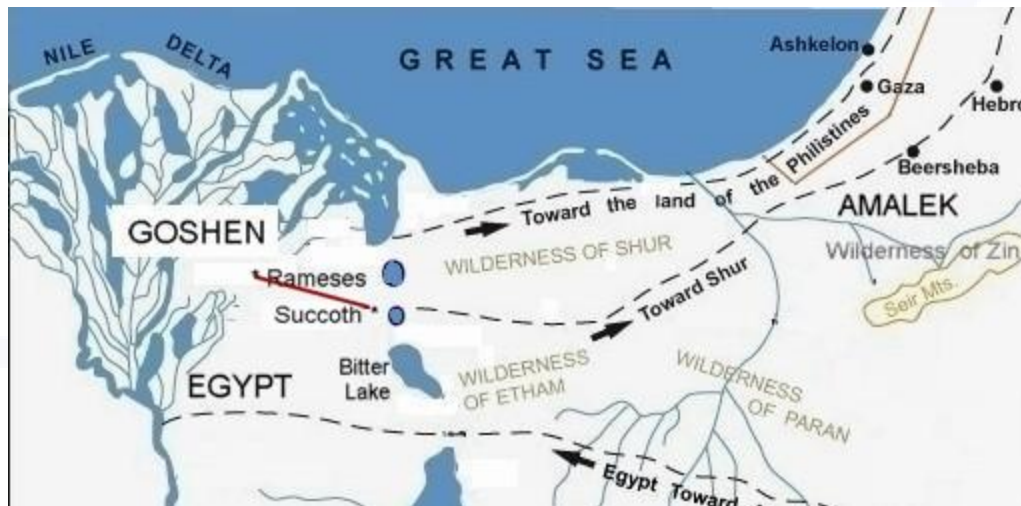 NILE
DELTA
GREAT SEA
Ashkelon
Gaza
Hebro
Beersheba
Toward the land of the Philistines
AMALEK
GOSHEN
WILDERNESS OF SHUR
Wilderness of Zin
Rameses
Toward Shur
Seir Mts.
Succoth
Bitter
Lake
EGYPT
WILDERNESS
OF ETHAM
WILDERNESS
OF PARAN
Egypt Toward